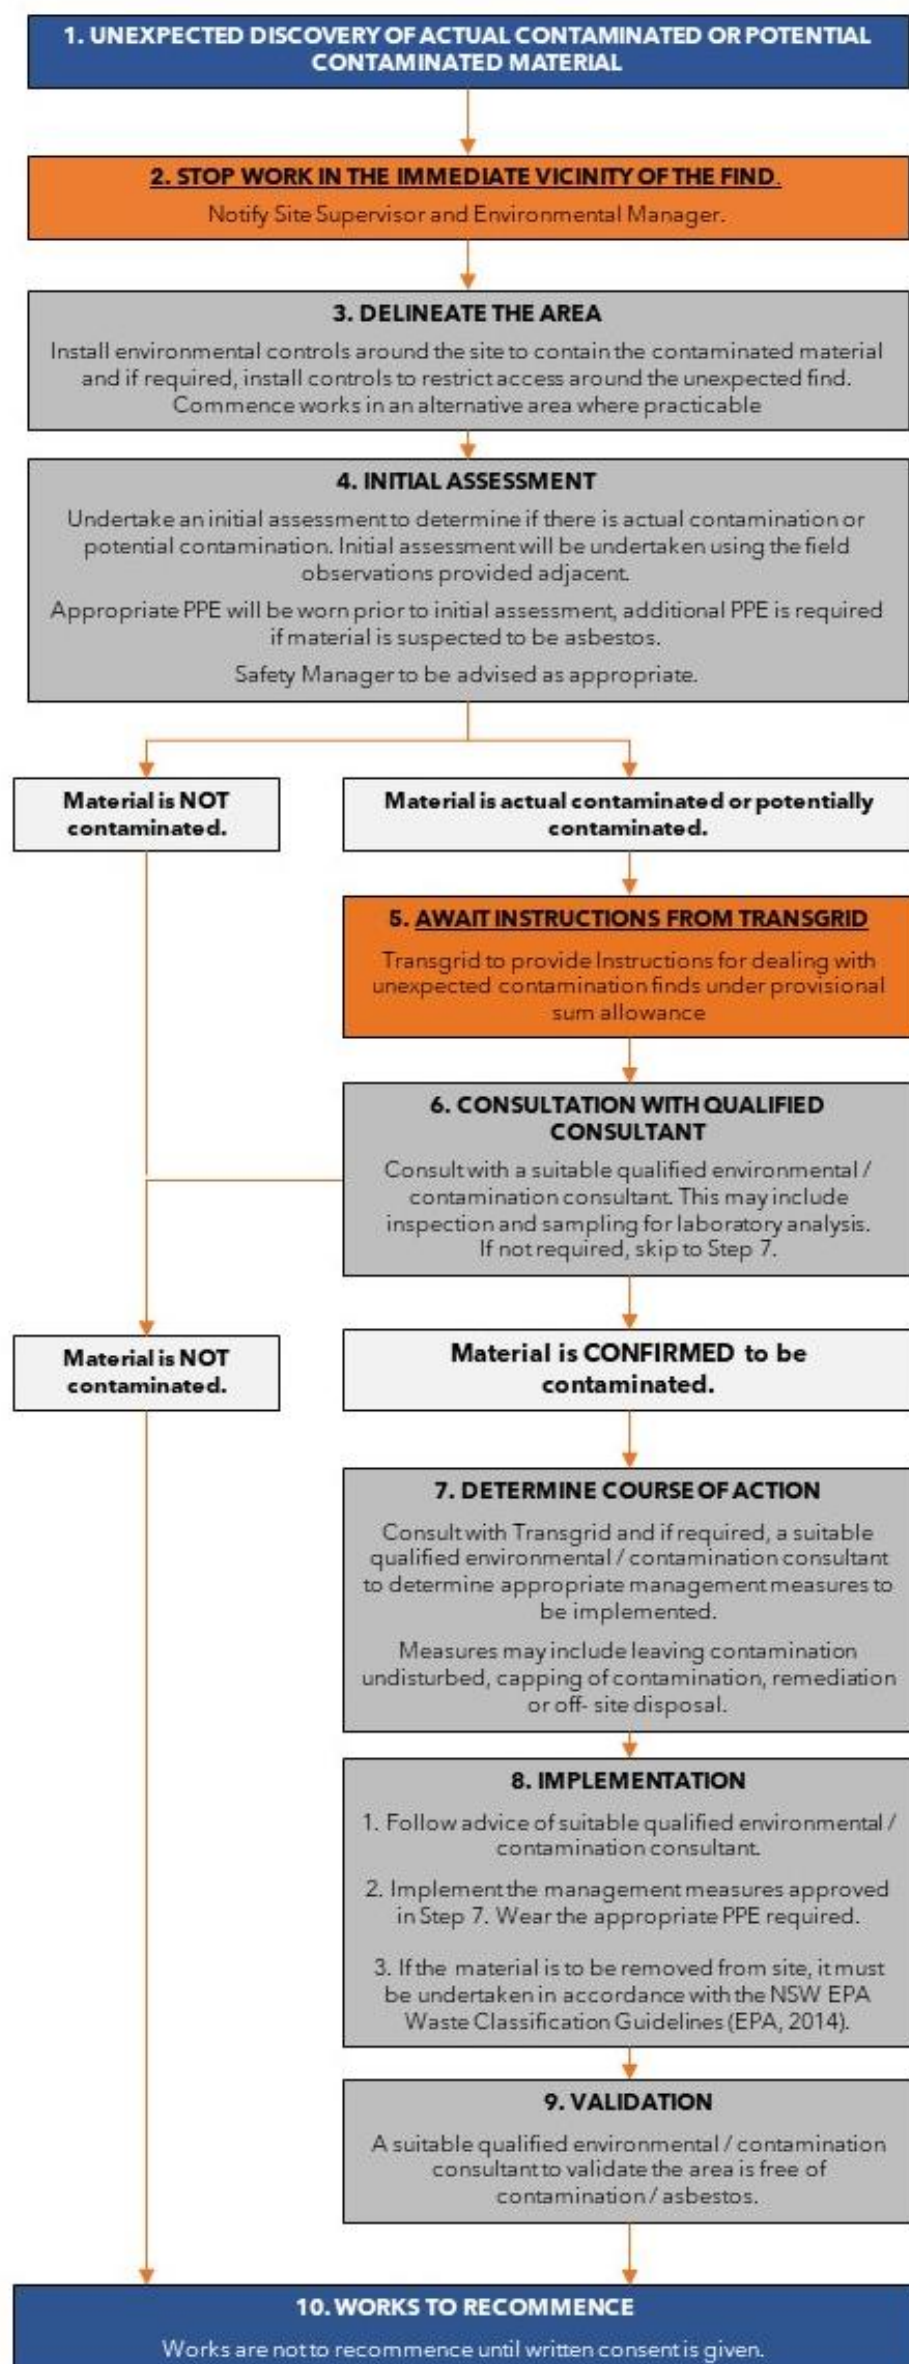 1. UNEXPECTED DISCOVERY OF ACTUAL CONTAMINATED OR POTENTIAL
CONTAMINATED MATERIAL
2. STOP WORK IN THE IMMEDIATE VICINITY OF THE FIND.
Notify Site Supervisor and Environmental Manager.
3. DELINEATE THE AREA
Install environmental controls around the site to contain the contaminated material
and if required, install controls to restrict access around the unexpected find.
Commence works in an alternative area where practicable
4. INITIAL ASSESSMENT
Undertake an initial assessment to determine if there is actual contamination or
potential contamination. Initial assessment will be undertaken using the field
observations provided adjacent.
Appropriate PPE will be worn prior to initial assessment, additional PPE is required
if material is suspected to be asbestos.
Safety Manager to be advised as appropriate.
Material is NOT
contaminated.
Material is actual contaminated or potentially
contaminated.
5. AWAIT INSTRUCTIONS FROM TRANSGRID
Transgrid to provide Instructions for dealing with
unexpected contamination finds under provisional
sum allowance
6. CONSULTATION WITH QUALIFIED
CONSULTANT
Consult with a suitable qualified environmental /
contamination consultant. This may include
inspection and sampling for laboratory analysis.
If not required, skip to Step 7.
Material is NOT
contaminated.
Material is CONFIRMED to be
contaminated.
7. DETERMINE COURSE OF ACTION
Consult with Transgrid and if required, a suitable
qualified environmental / contamination consultant
to determine appropriate management measures to
be implemented.
Measures may include leaving contamination
undisturbed, capping of contamination, remediation
or off- site disposal.
8. IMPLEMENTATION
1. Follow advice of suitable qualified environmental /
contamination consultant.
2. Implement the management measures approved
in Step 7. Wear the appropriate PPE required.
3. If the material is to be removed from site, it must
be undertaken in accordance with the NSW EPA
Waste Classification Guidelines (EPA, 2014).
9. VALIDATION
A suitable qualified environmental / contamination
consultant to validate the area is free of
contamination / asbestos.
10. WORKS TO RECOMMENCE
Works are not to recommence until written consent is given.